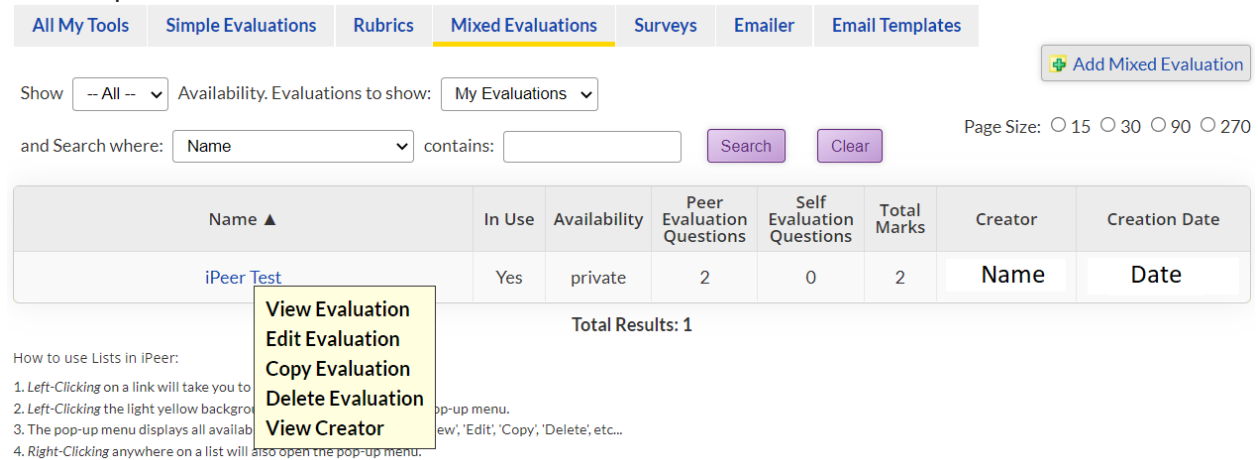 All My Tools Simple Evaluations Rubrics Mixed Evaluations Surveys Emailer Email Templates
Add Mixed Evaluation
Show -- All -- Availability. Evaluations to show: My Evaluations
Page Size: 15 30 90 270
and Search where: Name contains: Search Clear
Name ▲ In Use Availability Peer Evaluation Questions Self Evaluation Questions Total Marks Creator Creation Date
iPeer Test Yes private 2 0 2 Name Date
View Evaluation
Edit Evaluation
Copy Evaluation
Delete Evaluation
View Creator
Total Results: 1
How to use Lists in iPeer:
1. Left-Clicking on a link will take you to
2. Left-Clicking the light yellow op-up menu.
3. The pop-up menu displays all 'Edit', 'Copy', 'Delete', etc...
4. Right-Clicking anywhere on a list will also open the pop-up menu.